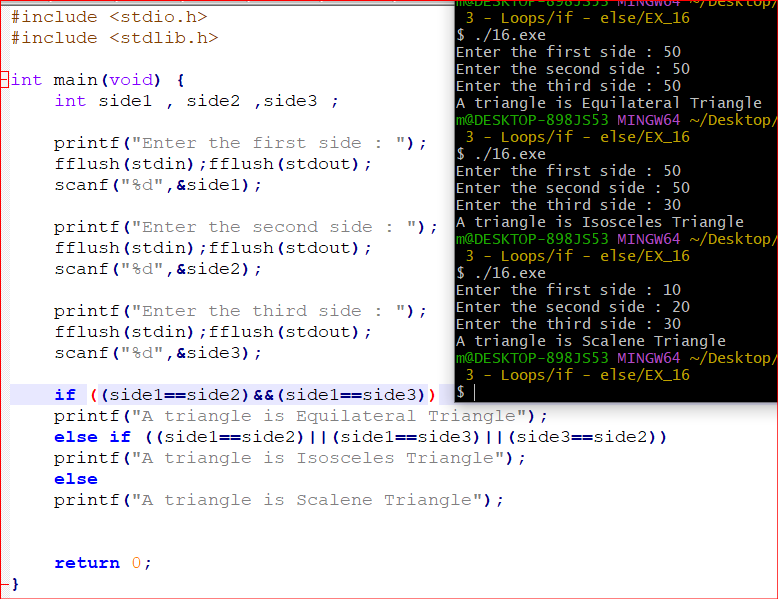 #include <stdio.h>
#include <stdlib.h>
int main(void) {
int side1 , side2 ,side3 ;
printf("Enter the first side : ");
fflush(stdin);fflush(stdout);
scanf("%d",&side1);
printf("Enter the second side : ");
fflush(stdin);fflush(stdout);
scanf("%d",&side2);
printf("Enter the third side : ");
fflush(stdin);fflush(stdout);
scanf("%d",&side3);
if ((side1==side2)&&(side1==side3))
printf("A triangle is Equilateral Triangle");
else if ((side1==side2)||(side1==side3)||(side3==side2))
printf("A triangle is Isosceles Triangle");
else
printf("A triangle is Scalene Triangle");
return 0;
}
m@DESKTOP-898JS53 MINGW64 ~/Desktop/
3 - Loops/if - else/EX_16
$ ./16.exe
Enter the first side : 50
Enter the second side : 50
Enter the third side : 50
A triangle is Equilateral Triangle
m@DESKTOP-898JS53 MINGW64 ~/Desktop/
3 - Loops/if - else/EX_16
$ ./16.exe
Enter the first side : 50
Enter the second side : 50
Enter the third side : 30
A triangle is Isosceles Triangle
m@DESKTOP-898JS53 MINGW64 ~/Desktop/
3 - Loops/if - else/EX_16
$ ./16.exe
Enter the first side : 10
Enter the second side : 20
Enter the third side : 30
A triangle is Scalene Triangle
m@DESKTOP-898JS53 MINGW64 ~/Desktop/
3 - Loops/if - else/EX_16
$